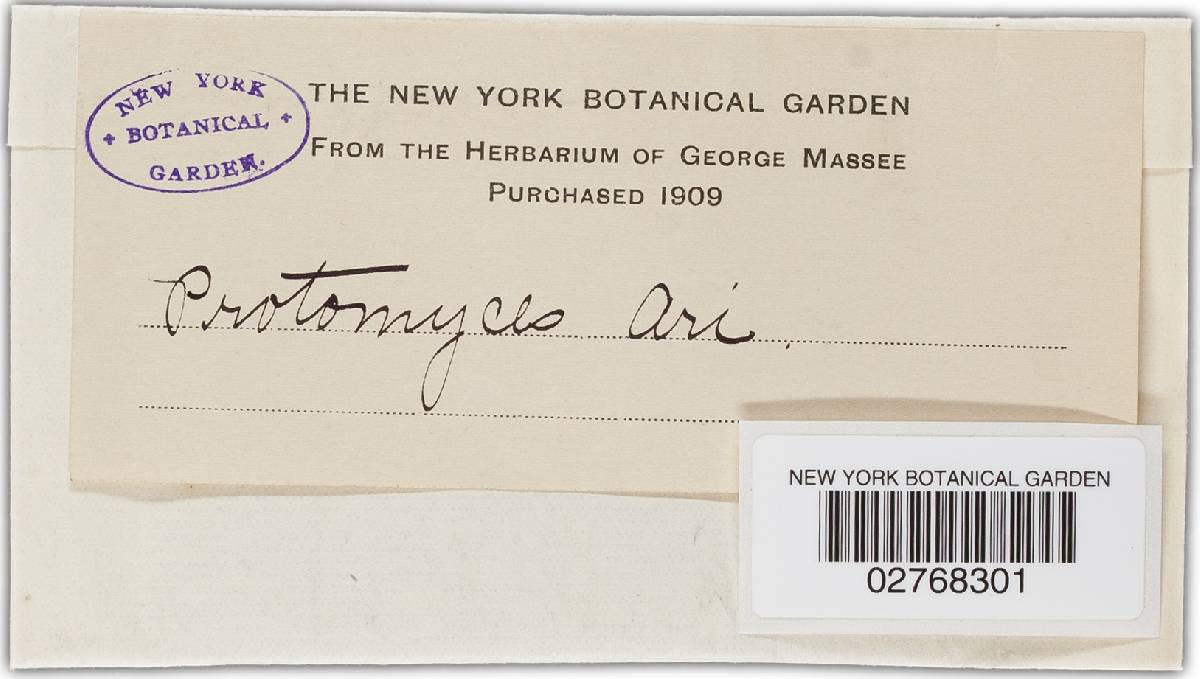 NEW YORK
BOTANICAL
GARDEN.
THE NEW YORK BOTANICAL GARDEN
FROM THE HERBARIUM OF GEORGE MASSEE
PURCHASED 1909
Protomyces Ari.
NEW YORK BOTANICAL GARDEN
02768301